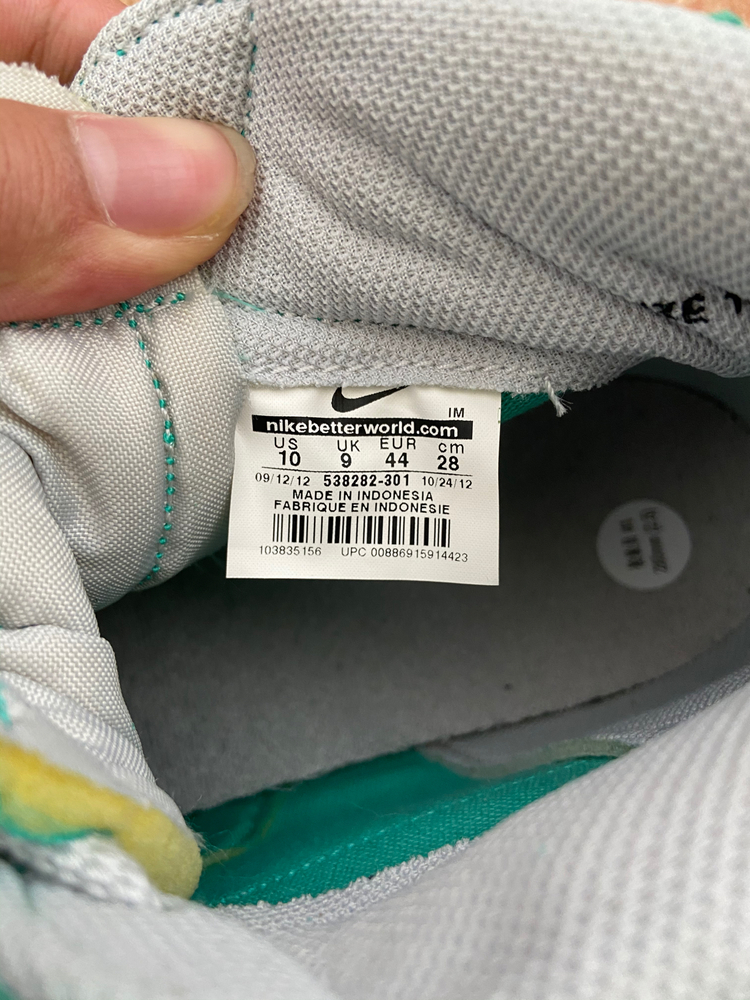 IM
nikebetterworld.com
US UK EUR cm
10 9 44 28
09/12/12 538282-301 10/24/12
MADE IN INDONESIA
FABRIQUE EN INDONESIE
103835156 UPC 00886915914423